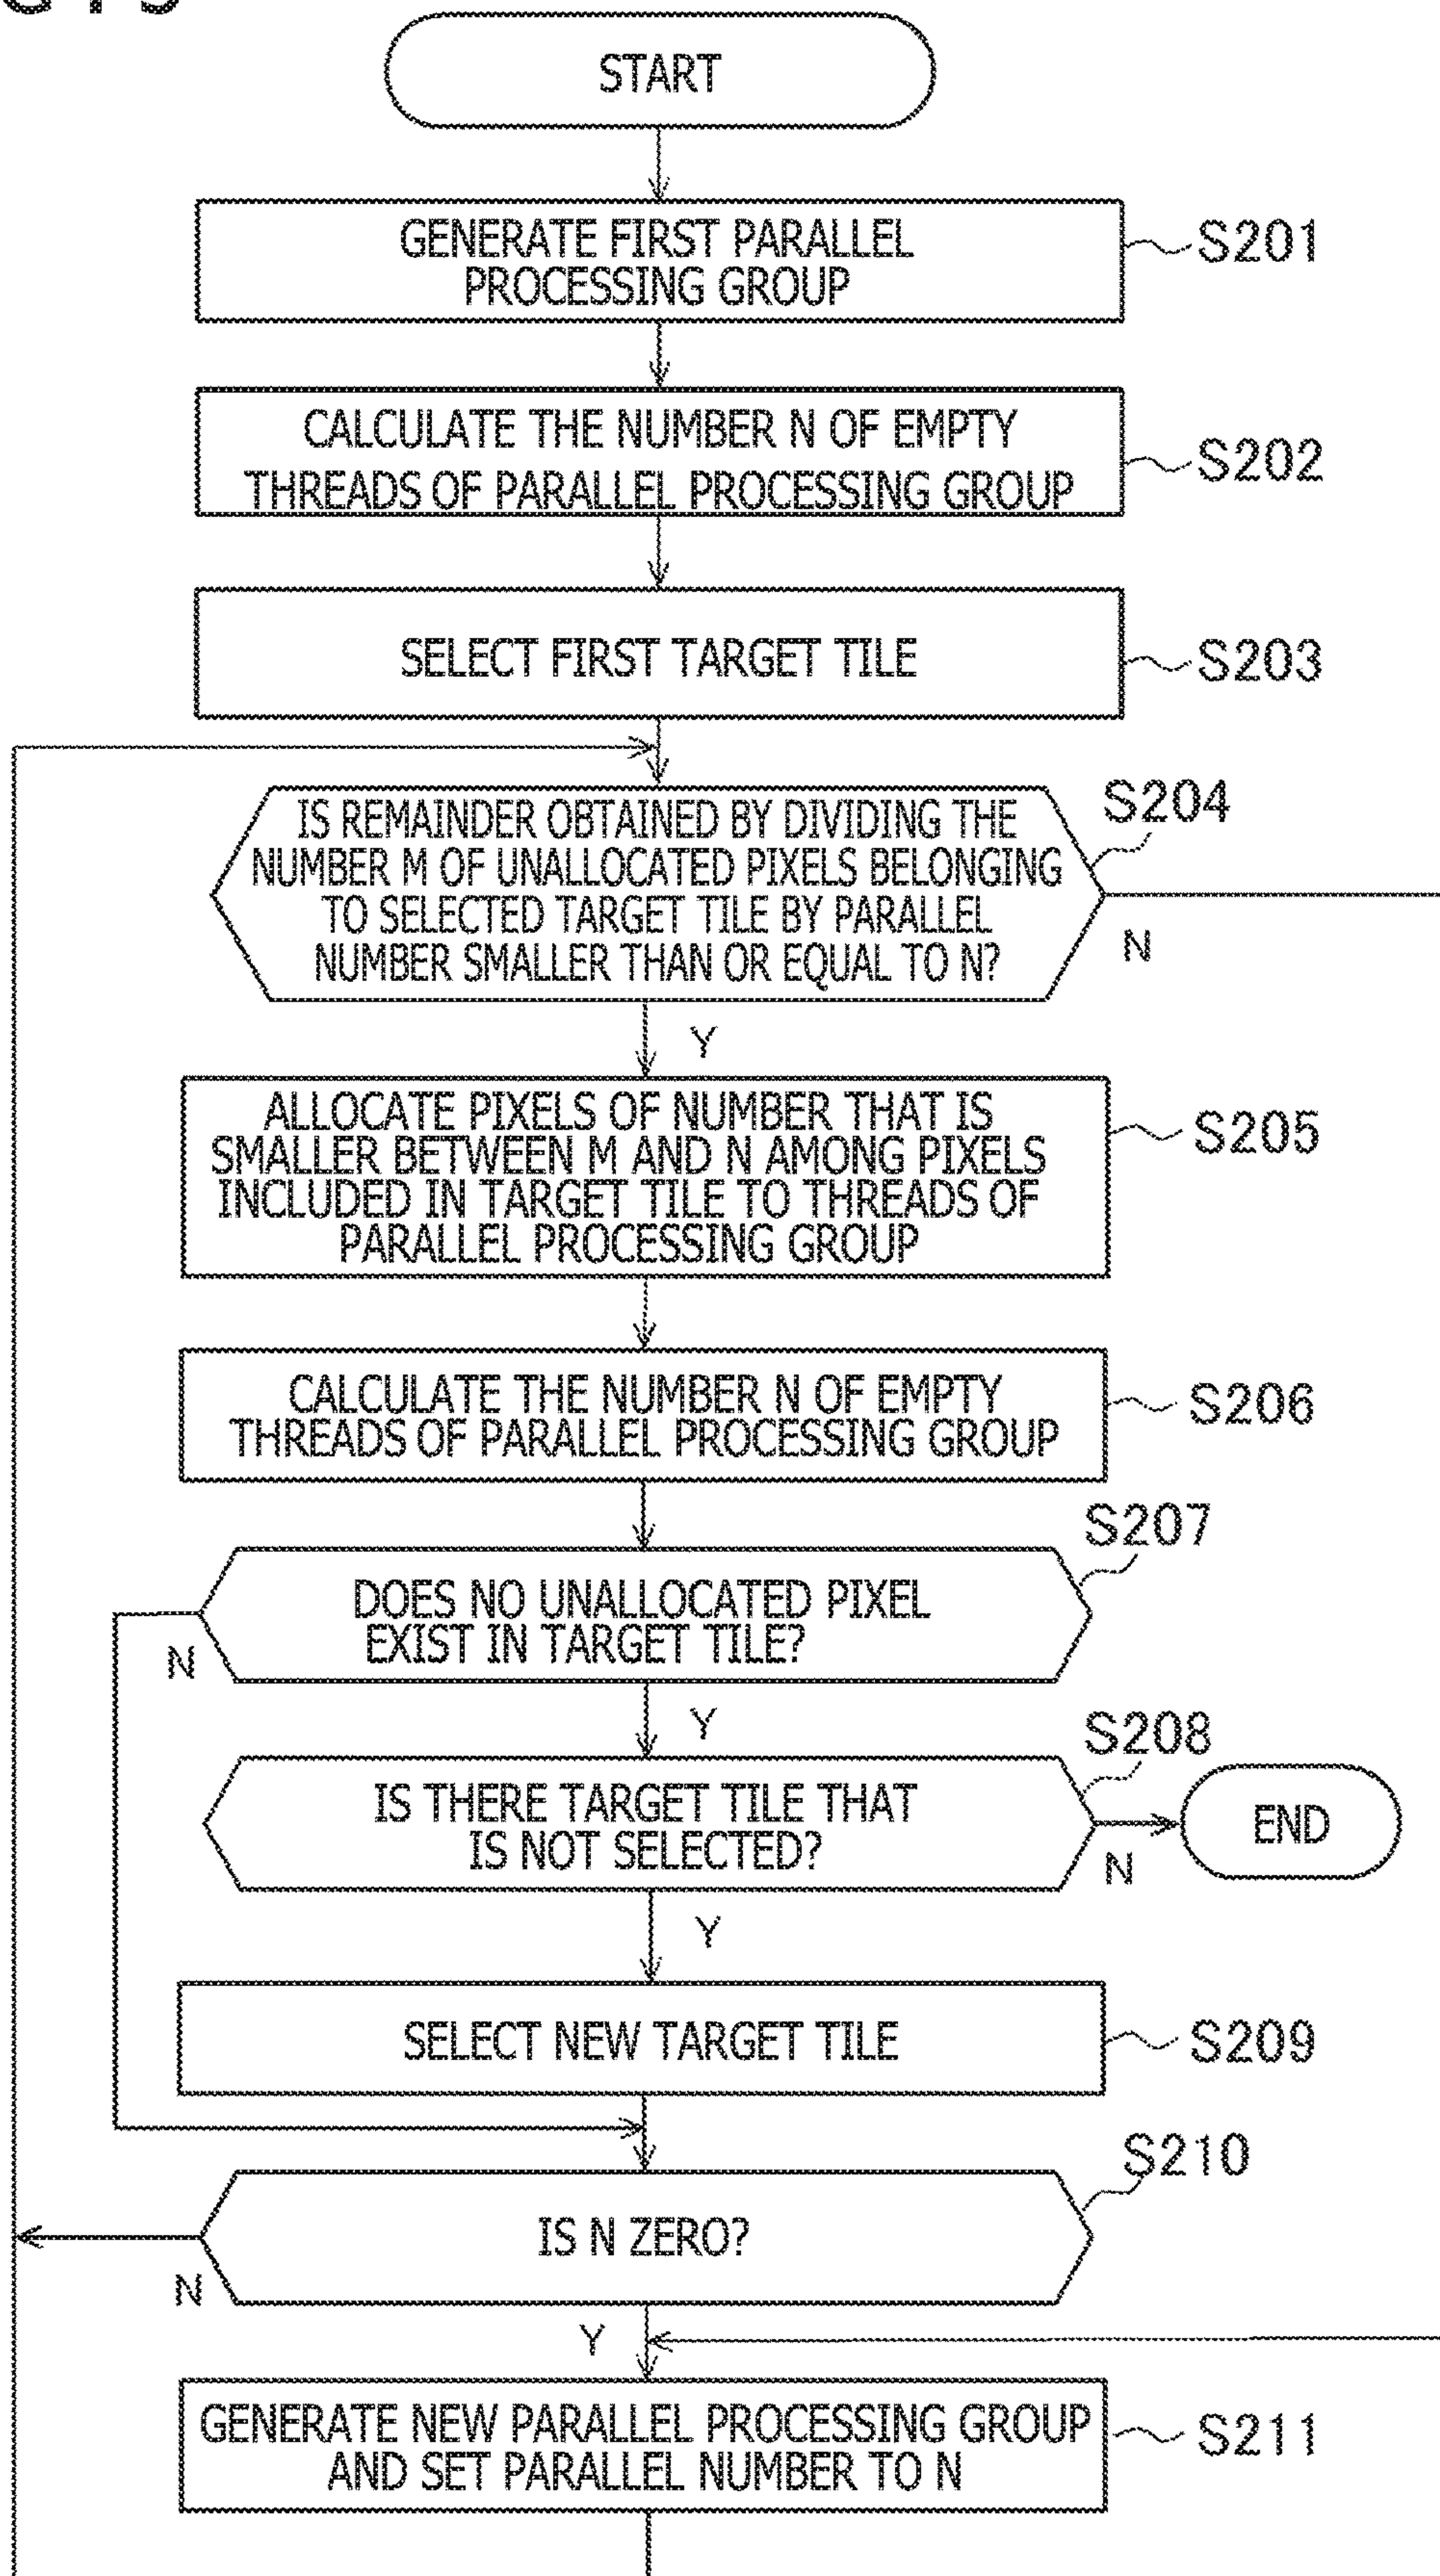 START
GENERATE FIRST PARALLEL
PROCESSING GROUP
S201
CALCULATE THE NUMBER N OF EMPTY
THREADS OF PARALLEL PROCESSING GROUP
S202
SELECT FIRST TARGET TILE
S203
IS REMAINDER OBTAINED BY DIVIDING THE
NUMBER M OF UNALLOCATED PIXELS BELONGING
TO SELECTED TARGET TILE BY PARALLEL
NUMBER SMALLER THAN OR EQUAL TO N?
S204
N
Y
ALLOCATE PIXELS OF NUMBER THAT IS
SMALLER BETWEEN M AND N AMONG PIXELS
INCLUDED IN TARGET TILE TO THREADS OF
PARALLEL PROCESSING GROUP
S205
CALCULATE THE NUMBER N OF EMPTY
THREADS OF PARALLEL PROCESSING GROUP
S206
DOES NO UNALLOCATED PIXEL
EXIST IN TARGET TILE?
S207
N
Y
IS THERE TARGET TILE THAT
IS NOT SELECTED?
S208
N
END
Y
SELECT NEW TARGET TILE
S209
IS N ZERO?
S210
N
Y
GENERATE NEW PARALLEL PROCESSING GROUP
AND SET PARALLEL NUMBER TO N
S211